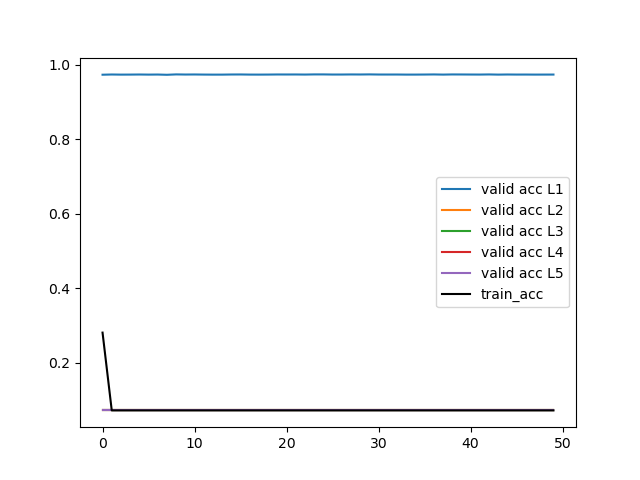 1.0
0.8
0.6
0.4
0.2
0
10
20
30
40
50
valid acc L1
valid acc L2
valid acc L3
valid acc L4
valid acc L5
train_acc